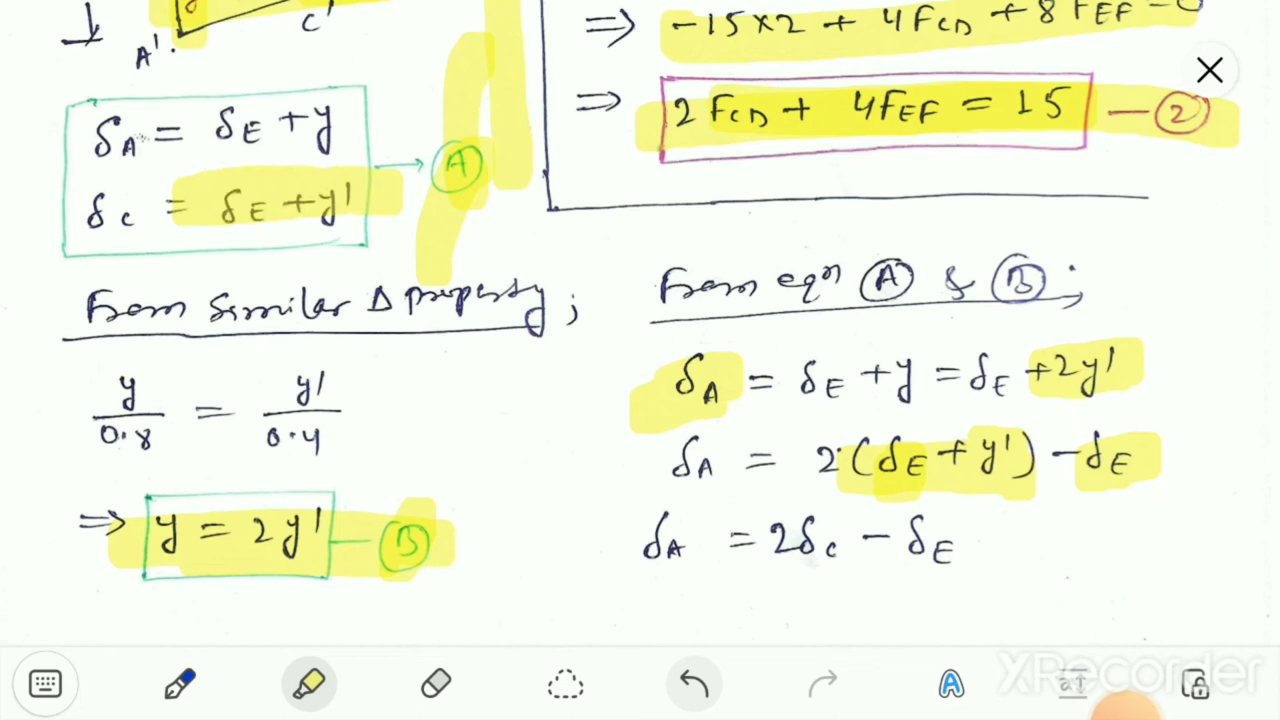 A'
C'
δA = δE + y
δC = δE + y'
A
From Similar Δ property;
y/0.8 = y'/0.4
⇒ y = 2y' — B
⇒ -15×2 + 4FCD + 8FEF = 0
⇒ 2FCD + 4FEF = 15 — 2
From eqn A & B;
δA = δE + y = δE + 2y'
δA = 2(δE + y') - δE
δA = 2δC - δE
XRecorder